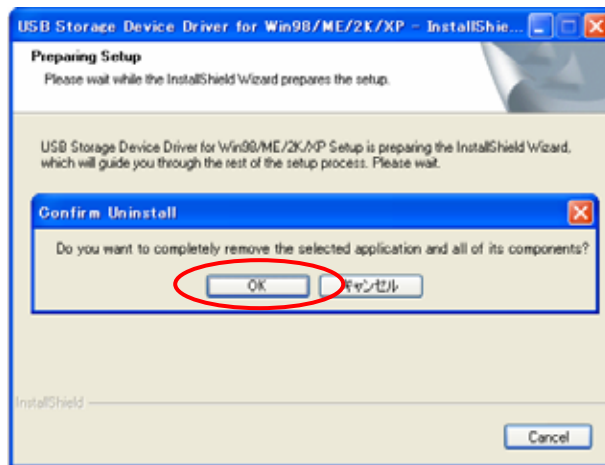 USB Storage Device Driver for Win98/ME/2K/XP - InstallShie...
Preparing Setup
Please wait while the InstallShield Wizard prepares the setup.
USB Storage Device Driver for Win98/ME/2K/XP Setup is preparing the InstallShield Wizard,
which will guide you through the rest of the setup process. Please wait.
Confirm Uninstall
Do you want to completely remove the selected application and all of its components?
OK
キャンセル
InstallShield
Cancel